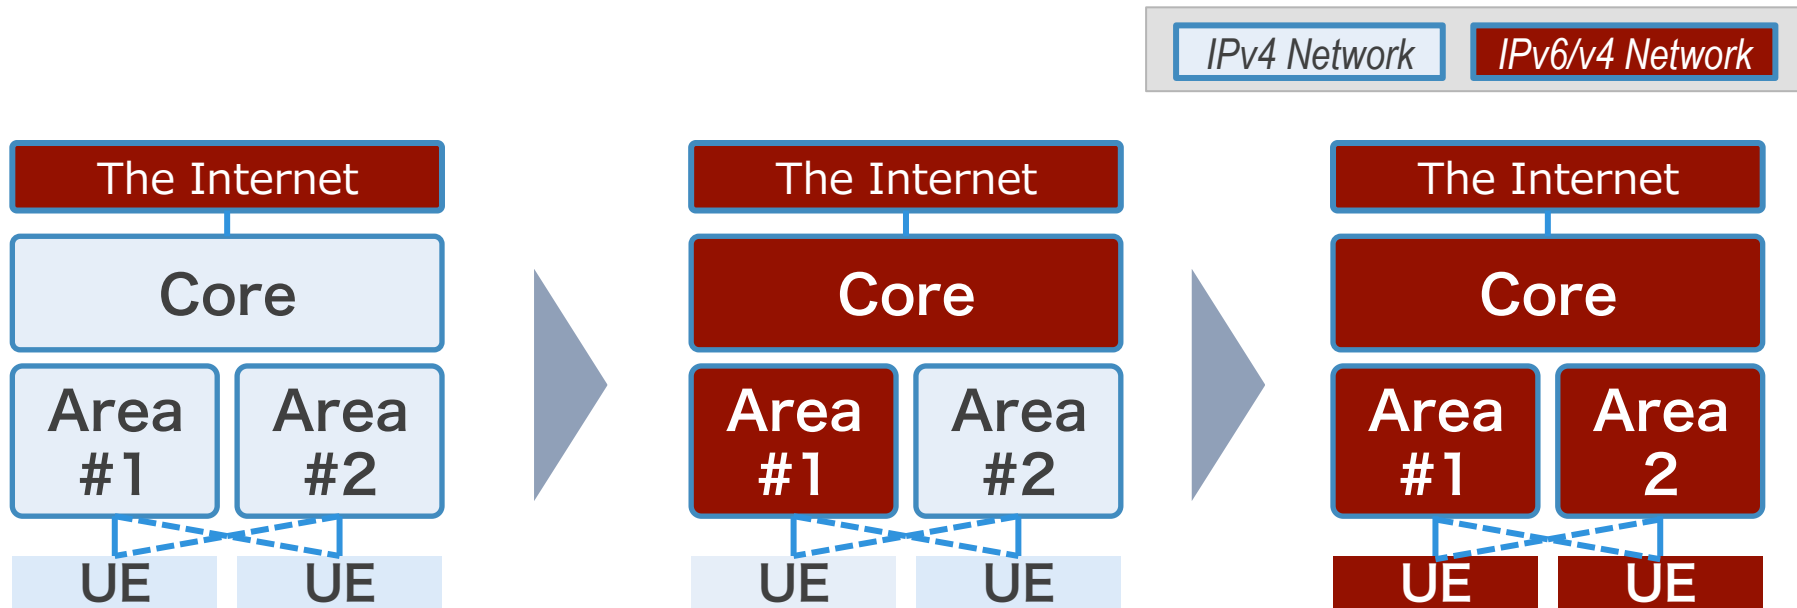 IPv4 Network
IPv6/v4 Network
The Internet
Core
Area
#1
Area
#2
UE
UE
The Internet
Core
Area
#1
Area
#2
UE
UE
The Internet
Core
Area
#1
Area
2
UE
UE